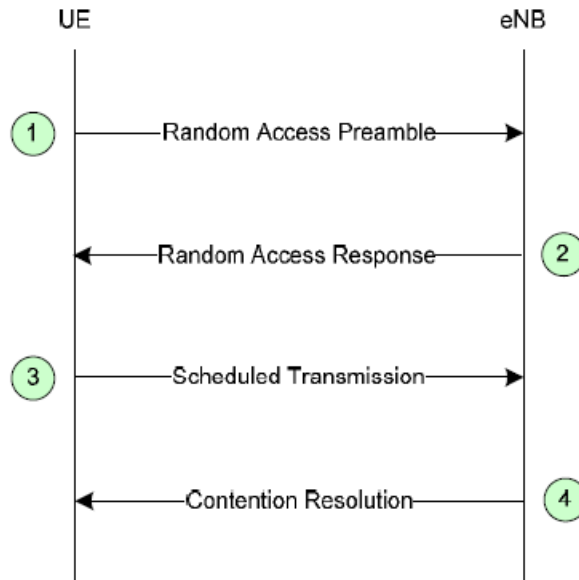 UE eNB
1 Random Access Preamble
Random Access Response 2
3 Scheduled Transmission
Contention Resolution 4